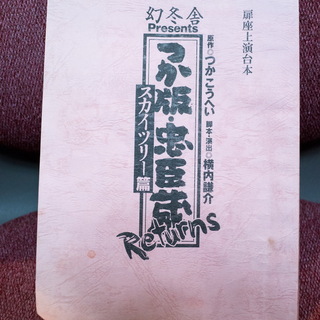 扉座上演台本
幻冬舎
Presents
原作◎つかこうへい 脚本・演出◎横内謙介
つか版・忠臣蔵
スカイツリー篇
Returns